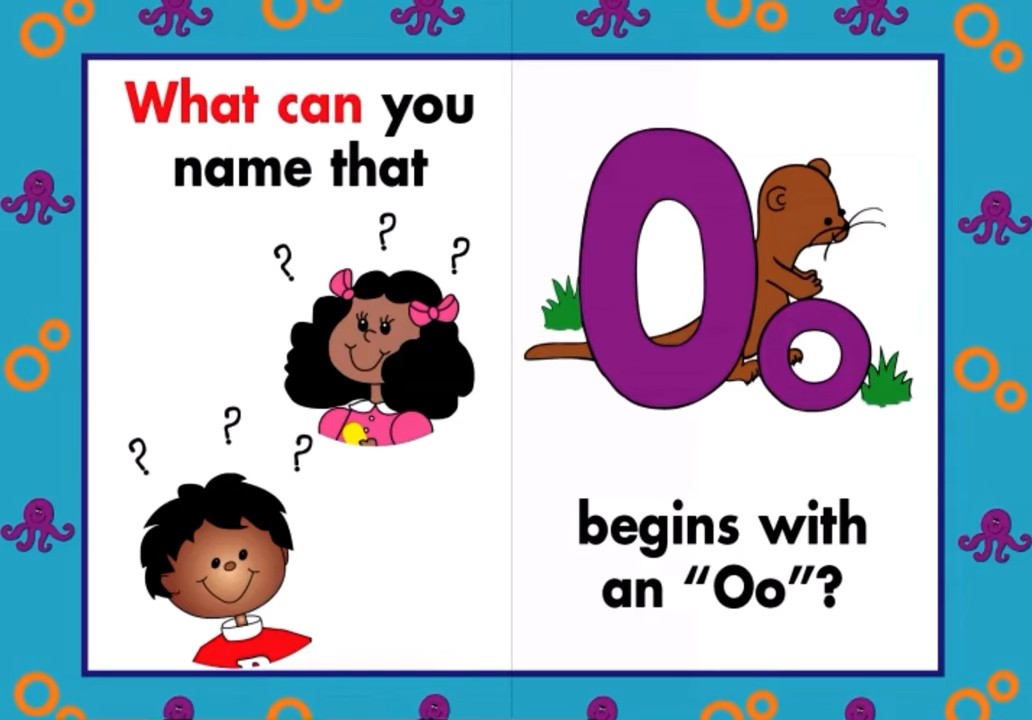 What can you
name that
? ? ?
? ? ?
Oo
begins with
an “Oo”?